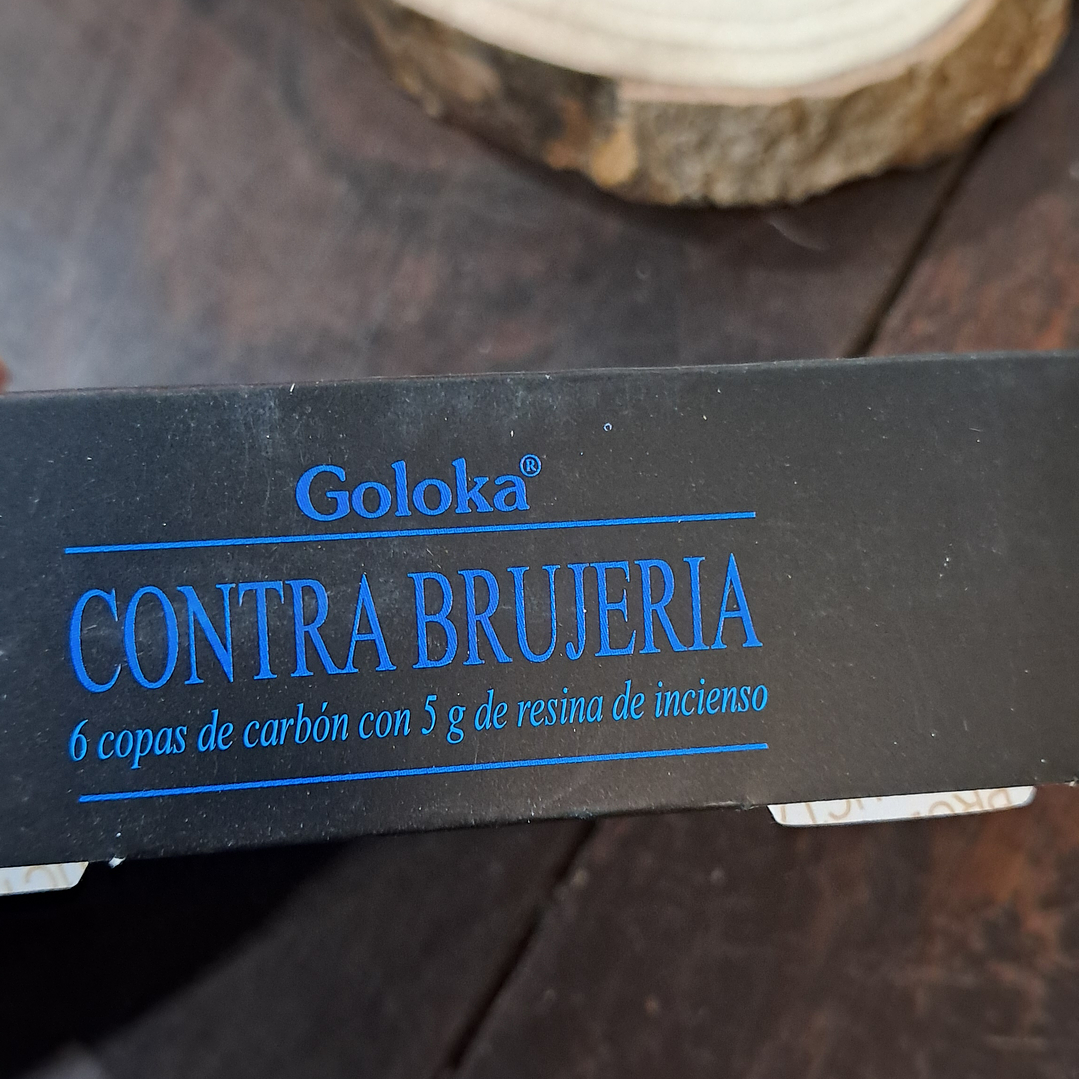 Goloka®
CONTRA BRUJERIA
6 copas de carbón con 5 g de resina de incienso